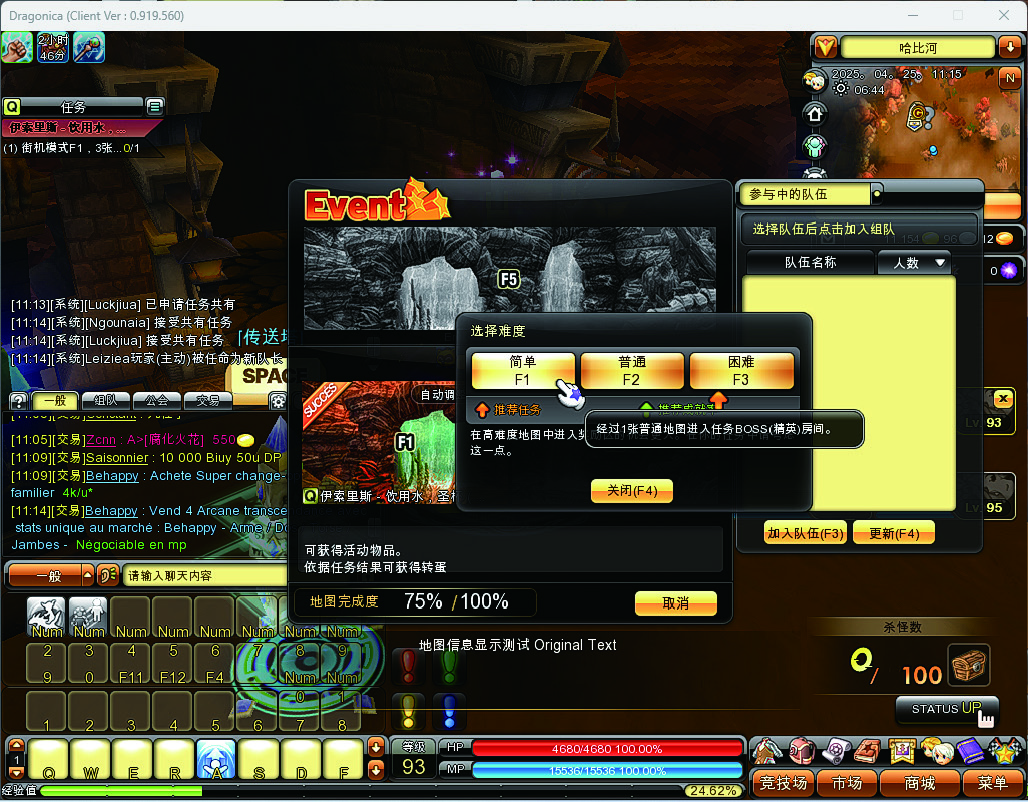 Dragonica (Client Ver : 0.919.560)
2小时
46分
哈比河
2025。 04。 25。 11:15
06:44
N
Q
任务
伊索里斯 - 饮用水，...
(1) 街机模式F1，3张...0/1
Event
F5
参与中的队伍
选择队伍后点击加入组队
队伍名称
人数 ▼
12
0
[11:13][系统][Luckjiua] 已申请任务共有
[11:14][系统][Ngounaia] 接受共有任务
[11:14][系统][Luckjiua] 接受共有任务
[11:14][系统]Leiziea玩家(主动)被任命为新队长
[传送
SPACE
选择难度
简单
F1
普通
F2
困难
F3
推荐任务
在高难度地图中进入
这一点。
经过1张普通地图进入任务BOSS(精英)房间。
关闭(F4)
SUCCES
自动调
F1
Q 伊索里斯 - 饮用水，圣
? 一般 组队 公会 交易
[11:05][交易]Zcnn : A>[腐化火花] 550
[11:09][交易]Saisonnier : 10 000 Biuy 50u DP
[11:09][交易]Behappy : Achete Super change-
familier 4k/u*
[11:14][交易]Behappy : Vend 4 Arcane transce
stats unique au marché : Behappy - Arme / Do
Jambes - Négociable en mp
Lv 93
Lv 95
加入队伍(F3)
更新(F4)
可获得活动物品。
依据任务结果可获得转蛋
地图完成度 75% /100%
取消
一般
请输入聊天内容
地图信息显示测试 Original Text
Num Num Num Num Num Num Num Num
2 3 4 5 6 7 8 9
9 0 F11 F12 F4 Num Num
0 1
1 2 3 4 5 6 7 8
杀怪数
0/ 100
STATUS UP
1
Q W E R A S D F
等级
93
HP 4680/4680 100.00%
MP 15536/15536 100.00%
竞技场 市场 商城 菜单
经验值 24.62%